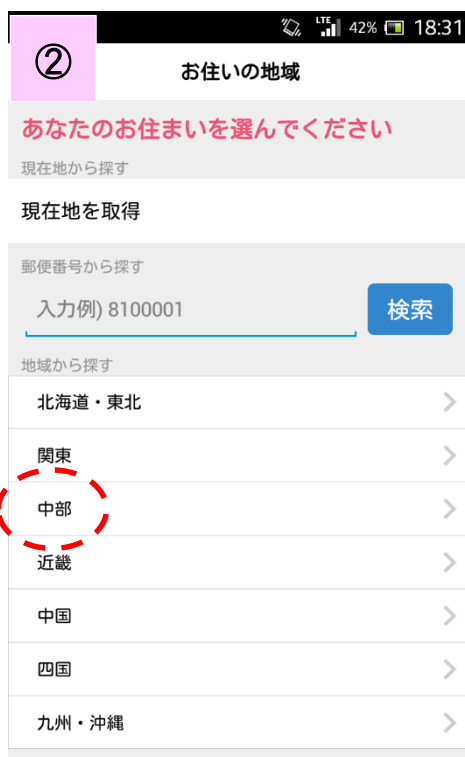 LTE 42% 18:31
②
お住いの地域
あなたのお住まいを選んでください
現在地から探す
現在地を取得
郵便番号から探す
入力例) 8100001 検索
地域から探す
北海道・東北
関東
中部
近畿
中国
四国
九州・沖縄